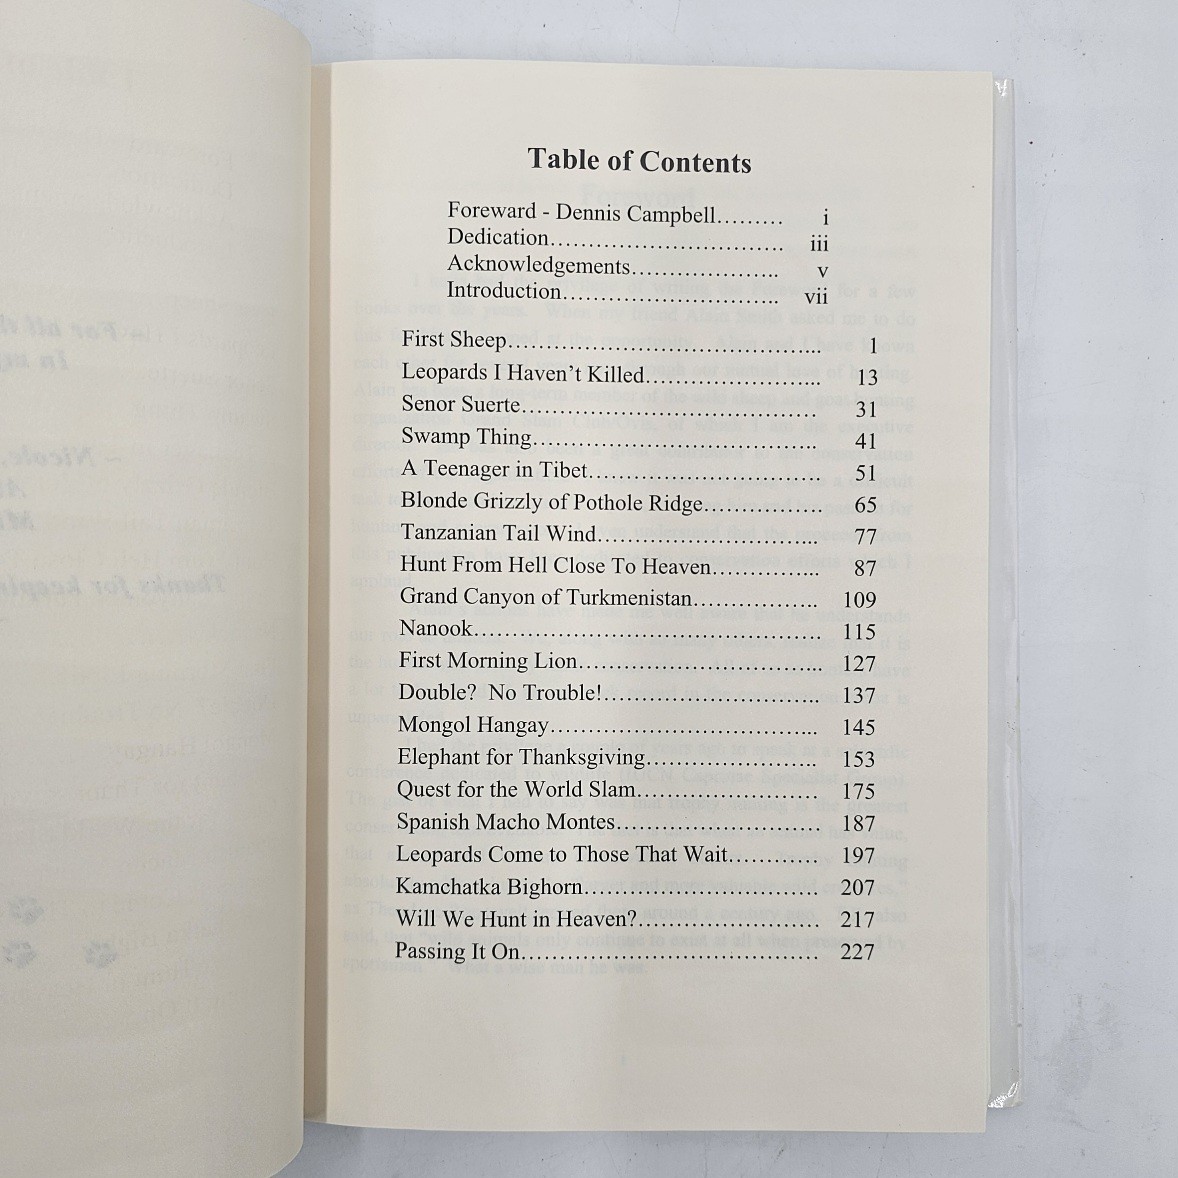 Table of Contents
Foreward - Dennis Campbell......... i
Dedication.............................. iii
Acknowledgements................... v
Introduction............................ vii
First Sheep......................................... 1
Leopards I Haven't Killed....................... 13
Senor Suerte....................................... 31
Swamp Thing..................................... 41
A Teenager in Tibet.............................. 51
Blonde Grizzly of Pothole Ridge................ 65
Tanzanian Tail Wind............................. 77
Hunt From Hell Close To Heaven............... 87
Grand Canyon of Turkmenistan................. 109
Nanook............................................. 115
First Morning Lion................................ 127
Double?  No Trouble!............................. 137
Mongol Hangay................................... 145
Elephant for Thanksgiving....................... 153
Quest for the World Slam........................ 175
Spanish Macho Montes........................... 187
Leopards Come to Those That Wait............ 197
Kamchatka Bighorn............................... 207
Will We Hunt in Heaven?........................ 217
Passing It On....................................... 227